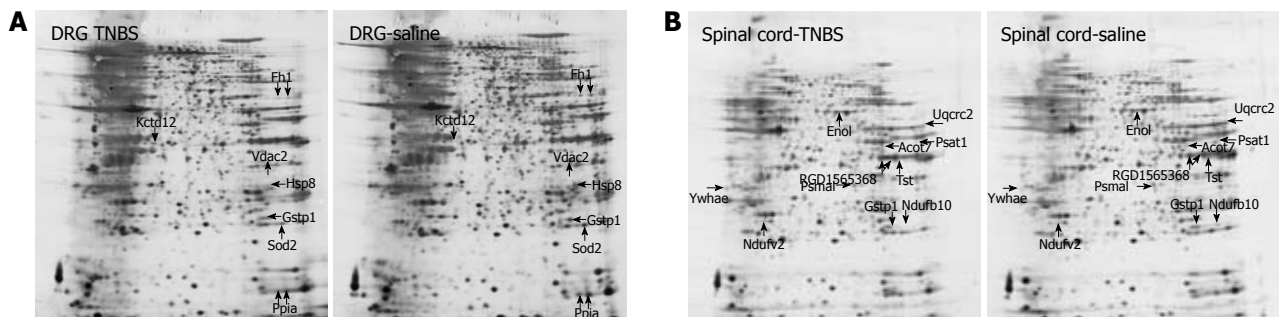 A
DRG TNBS
Fh1
Kctd12
Vdac2
Hsp8
Gstp1
Sod2
Ppia
DRG-saline
Fh1
Kctd12
Vdac2
Hsp8
Gstp1
Sod2
Ppia
B
Spinal cord-TNBS
Uqcrc2
Enol
Psat1
Acot7
RGD1565368
Tst
Psmal
Ywhae
Gstp1 Ndufb10
Ndufv2
Spinal cord-saline
Uqcrc2
Enol
Psat1
Acot7
RGD1565368
Tst
Psmal
Ywhae
Gstp1 Ndufb10
Ndufv2